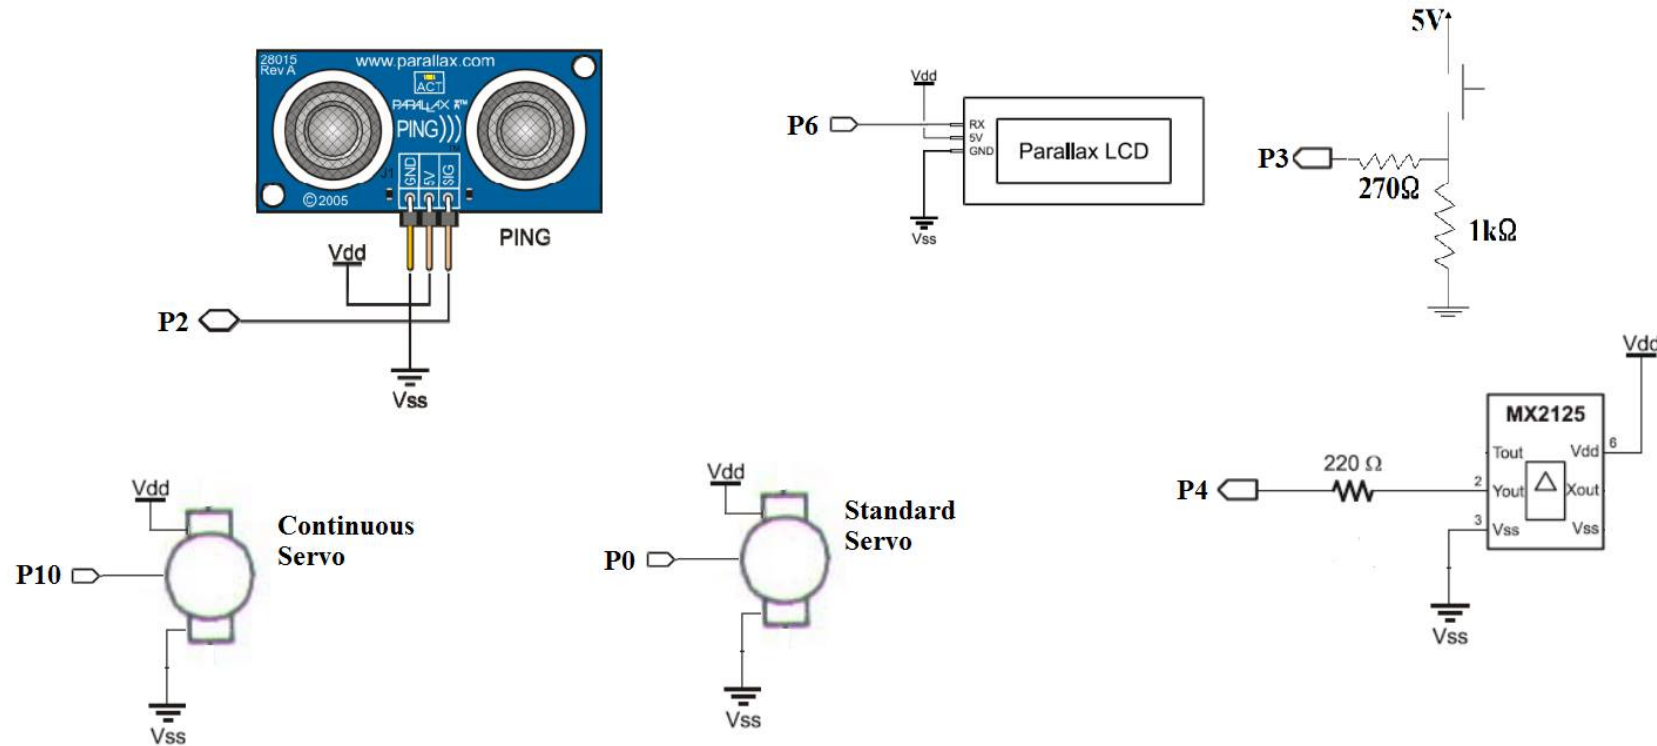 28015
Rev A
www.parallax.com
ACT
PARALLAX
PING)))
J1
GND
5V
SIG
©2005
PING
Vdd
P2
Vss
Vdd
P6
RX
5V
GND
Parallax LCD
Vss
5V
P3
270Ω
1kΩ
Vdd
Continuous
Servo
P10
Vss
Vdd
Standard
Servo
P0
Vss
Vdd
MX2125
Tout
Vdd
6
220 Ω
P4
2
Yout
Xout
3
Vss
Vss
Vss